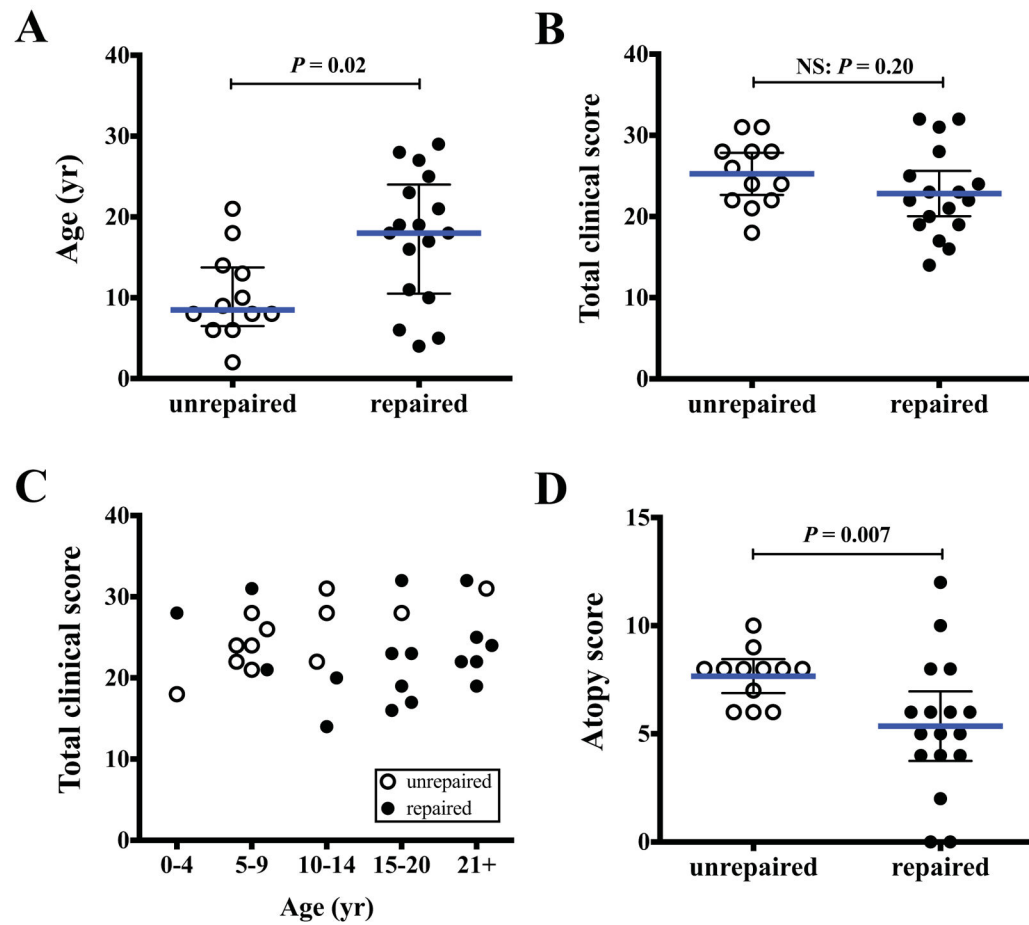 A
40
30
20
10
0
Age (yr)
P = 0.02
unrepaired
repaired
B
40
30
20
10
0
Total clinical score
NS: P = 0.20
unrepaired
repaired
C
40
30
20
10
0
Total clinical score
unrepaired
repaired
0-4
5-9
10-14
15-20
21+
Age (yr)
D
15
10
5
0
Atopy score
P = 0.007
unrepaired
repaired